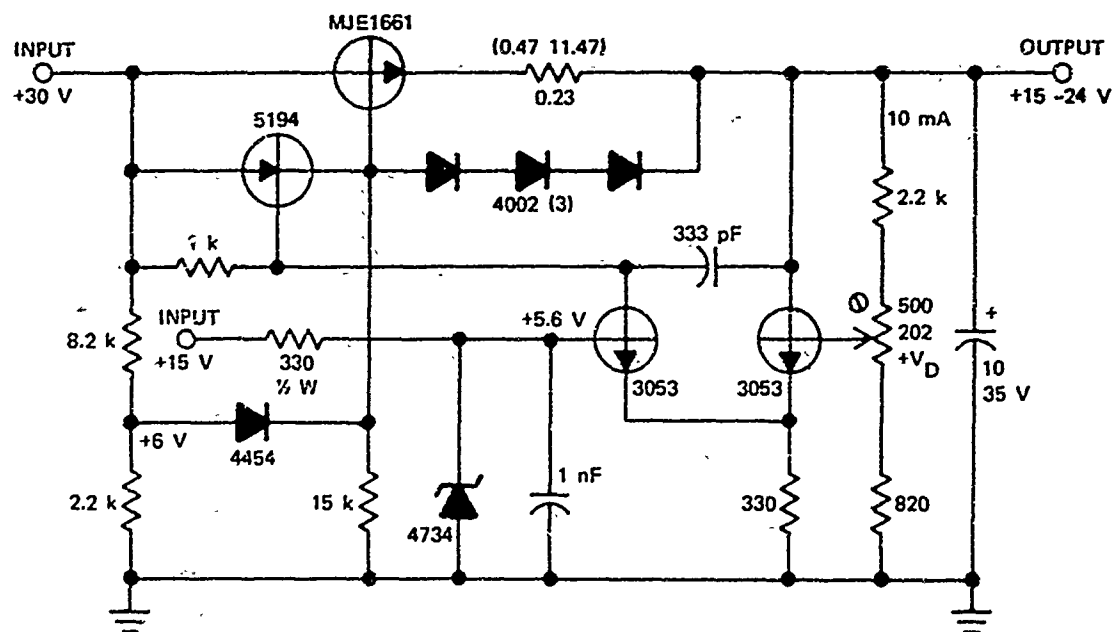 MJE1661
INPUT
+30 V
(0.47 11.47)
0.23
OUTPUT
+15 -24 V
5194
10 mA
4002 (3)
2.2 k
k
333 pF
8.2 k
INPUT
+15 V
330
½ W
+5.6 V
3053
3053
500
202
+V D
+
10
35 V
+6 V
4454
2.2 k
15 k
4734
1 nF
330
820